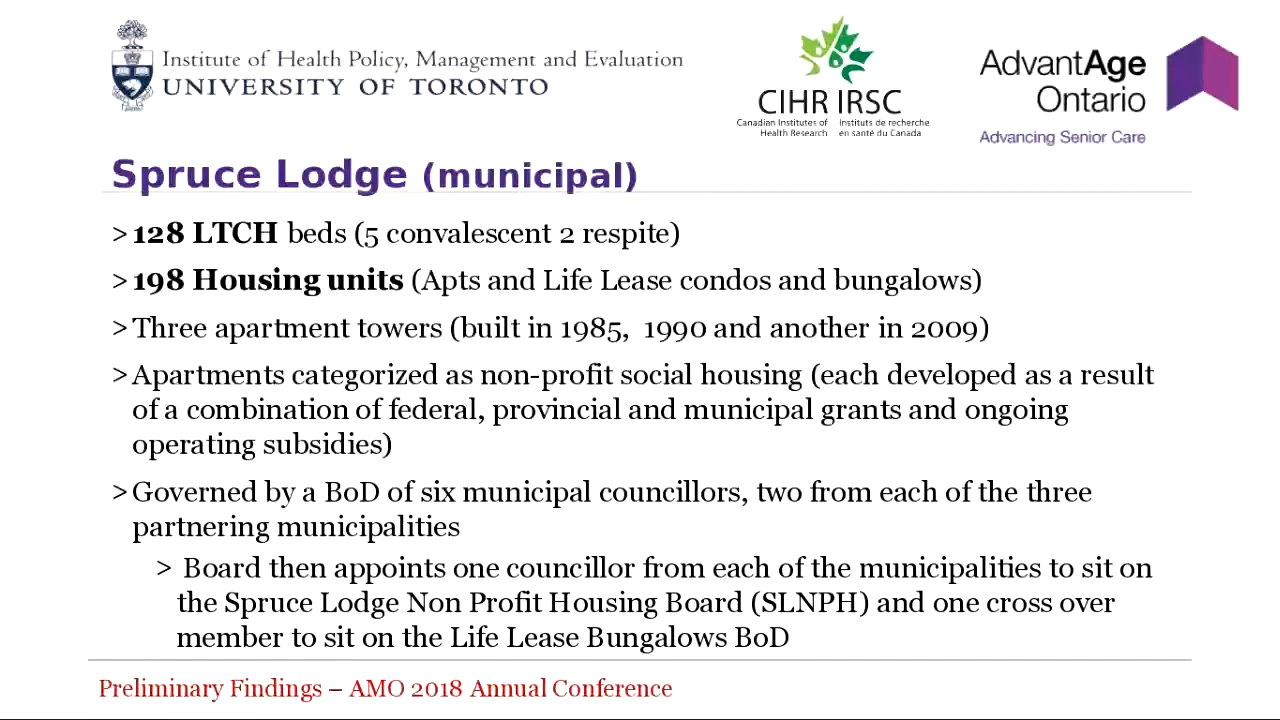 Institute of Health Policy, Management and Evaluation
UNIVERSITY OF TORONTO
CIHR IRSC
Canadian Institutes of Health Research
Instituts de recherche en santé du Canada
AdvantAge
Ontario
Advancing Senior Care
Spruce Lodge (municipal)
> 128 LTCH beds (5 convalescent 2 respite)
> 198 Housing units (Apts and Life Lease condos and bungalows)
> Three apartment towers (built in 1985,  1990 and another in 2009)
> Apartments categorized as non-profit social housing (each developed as a result
of a combination of federal, provincial and municipal grants and ongoing
operating subsidies)
> Governed by a BoD of six municipal councillors, two from each of the three
partnering municipalities
> Board then appoints one councillor from each of the municipalities to sit on
the Spruce Lodge Non Profit Housing Board (SLNPH) and one cross over
member to sit on the Life Lease Bungalows BoD
Preliminary Findings – AMO 2018 Annual Conference